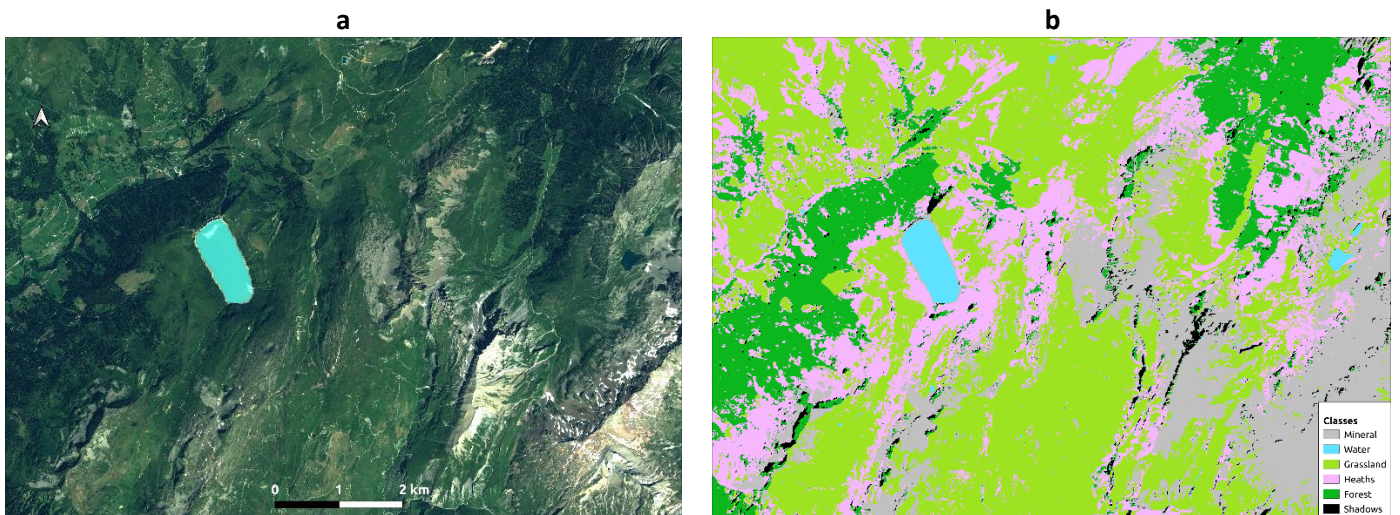 a
b
0 1 2 km
Classes
Mineral
Water
Grassland
Heaths
Forest
Shadows